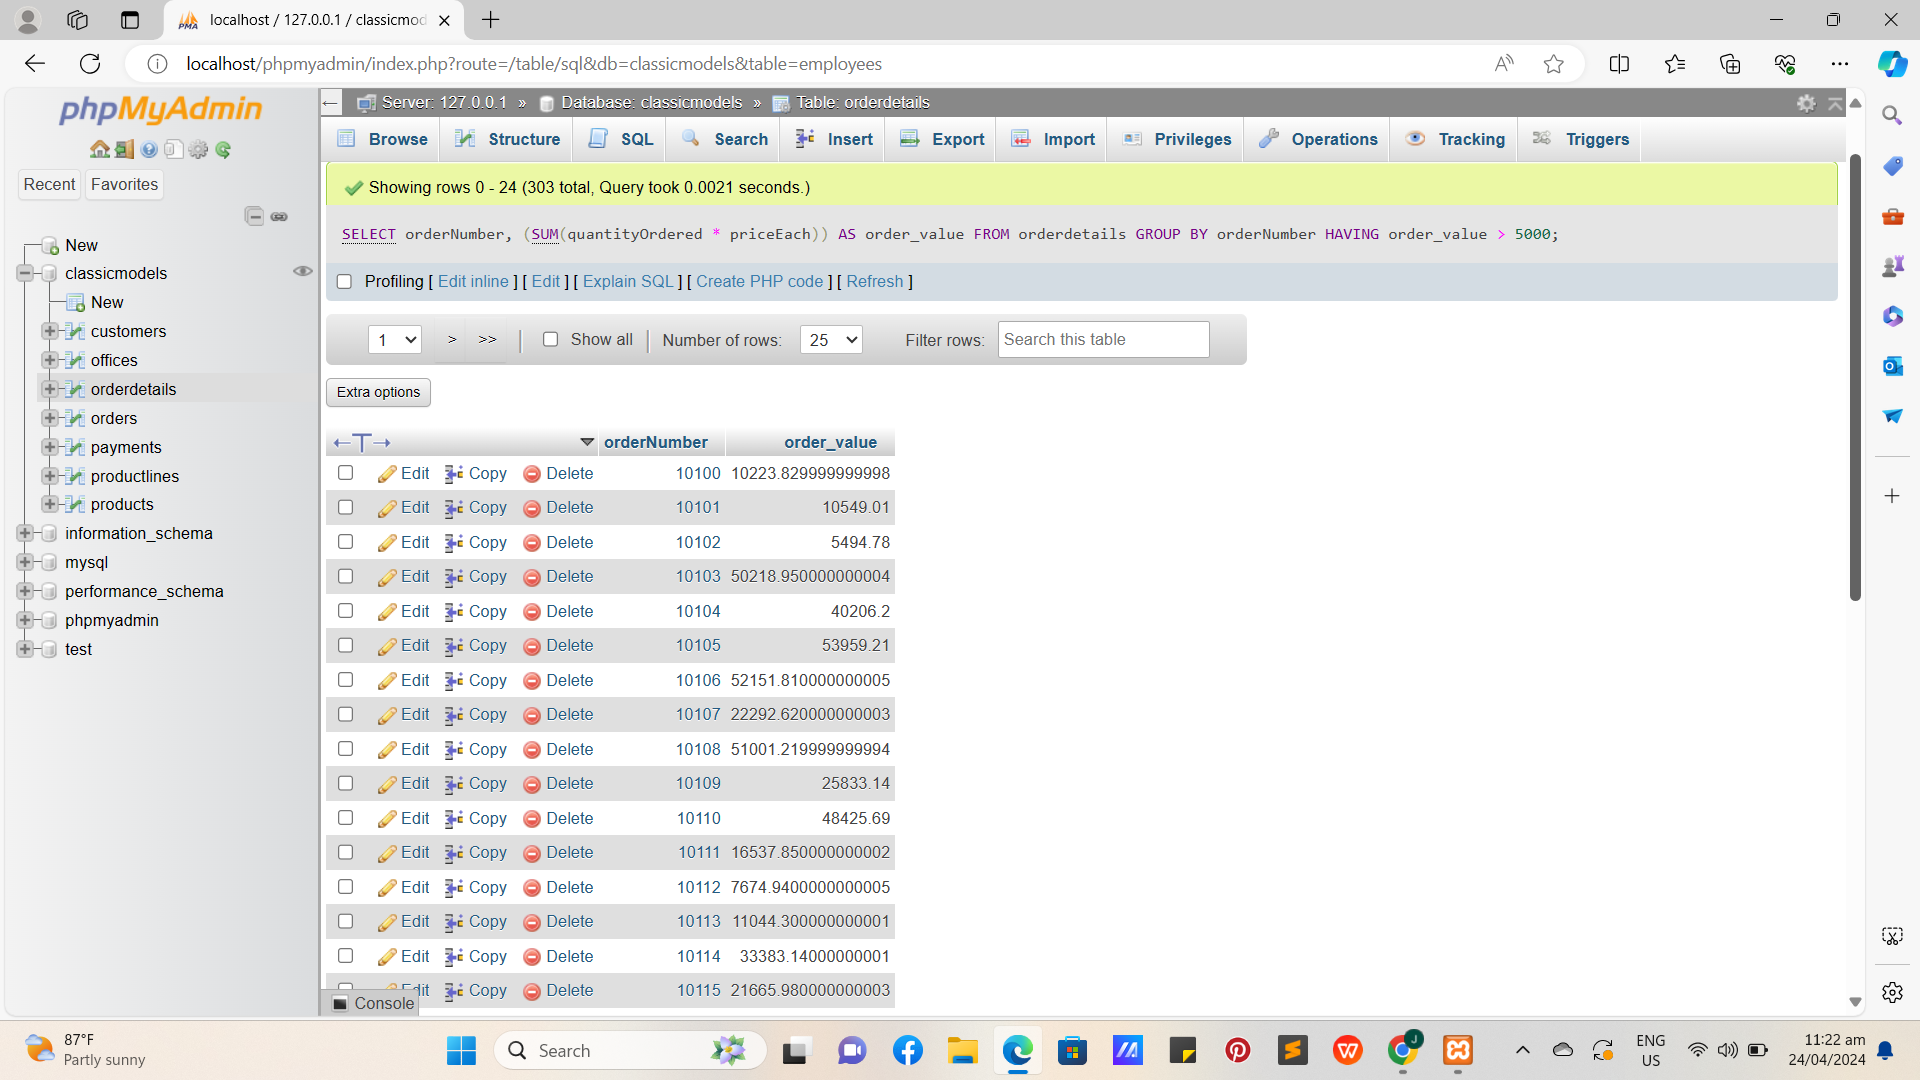 localhost / 127.0.0.1 / classicmod
localhost/phpmyadmin/index.php?route=/table/sql&db=classicmodels&table=employees
phpMyAdmin
Recent Favorites
New
classicmodels
New
customers
offices
orderdetails
orders
payments
productlines
products
information_schema
mysql
performance_schema
phpmyadmin
test
Server: 127.0.0.1 » Database: classicmodels » Table: orderdetails
Browse Structure SQL Search Insert Export Import Privileges Operations Tracking Triggers
Showing rows 0 - 24 (303 total, Query took 0.0021 seconds.)
SELECT orderNumber, (SUM(quantityOrdered * priceEach)) AS order_value FROM orderdetails GROUP BY orderNumber HAVING order_value > 5000;
Profiling [ Edit inline ] [ Edit ] [ Explain SQL ] [ Create PHP code ] [ Refresh ]
1 > >> Show all Number of rows: 25 Filter rows: Search this table
Extra options
←T→ orderNumber order_value
Edit Copy Delete 10100 10223.829999999998
Edit Copy Delete 10101 10549.01
Edit Copy Delete 10102 5494.78
Edit Copy Delete 10103 50218.950000000004
Edit Copy Delete 10104 40206.2
Edit Copy Delete 10105 53959.21
Edit Copy Delete 10106 52151.810000000005
Edit Copy Delete 10107 22292.620000000003
Edit Copy Delete 10108 51001.219999999994
Edit Copy Delete 10109 25833.14
Edit Copy Delete 10110 48425.69
Edit Copy Delete 10111 16537.850000000002
Edit Copy Delete 10112 7674.9400000000005
Edit Copy Delete 10113 11044.300000000001
Edit Copy Delete 10114 33383.14000000001
Edit Copy Delete 10115 21665.980000000003
Console
87°F
Partly sunny
Search
ENG
US
11:22 am
24/04/2024